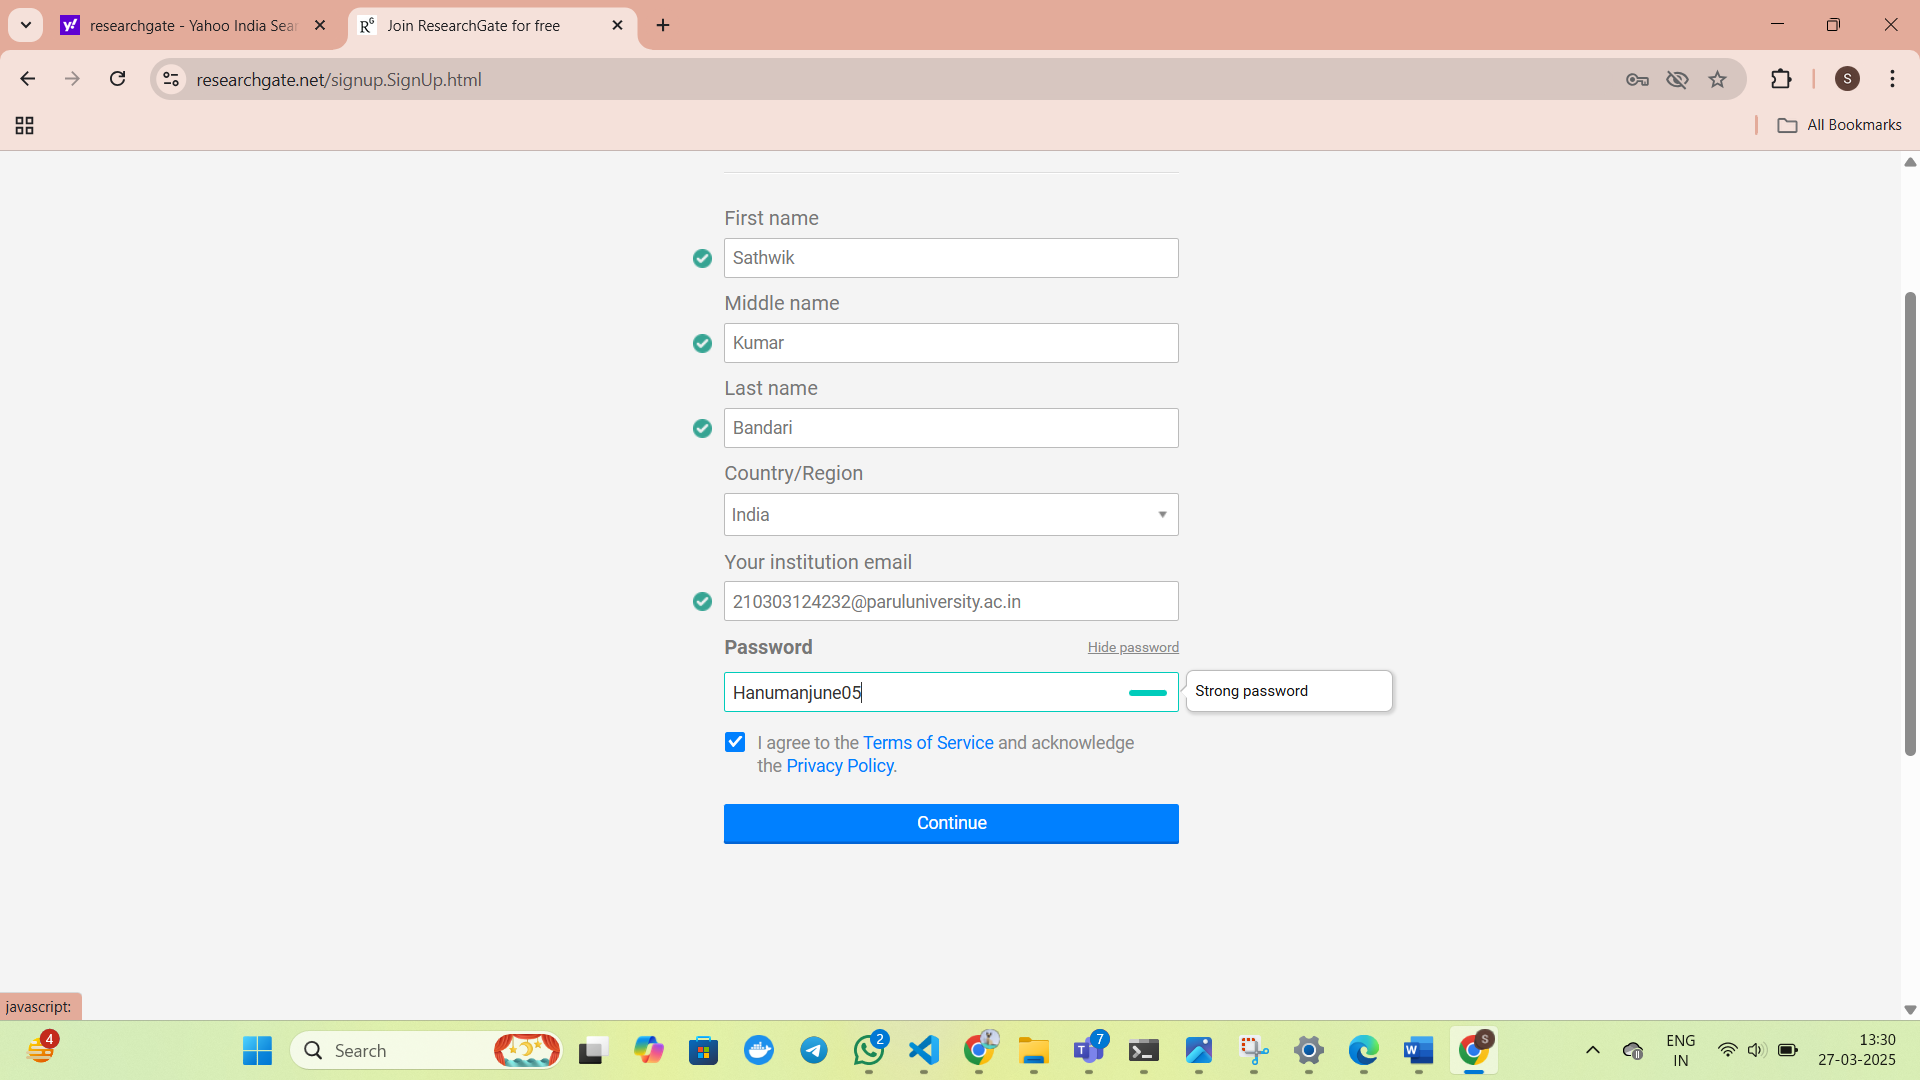 researchgate - Yahoo India Sear
Join ResearchGate for free
researchgate.net/signup.SignUp.html
S
All Bookmarks
First name
Sathwik
Middle name
Kumar
Last name
Bandari
Country/Region
India
Your institution email
210303124232@paruluniversity.ac.in
Password
Hide password
Hanumanjune05
Strong password
I agree to the Terms of Service and acknowledge
the Privacy Policy.
Continue
javascript:
4
Search
2
7
S
ENG
IN
13:30
27-03-2025